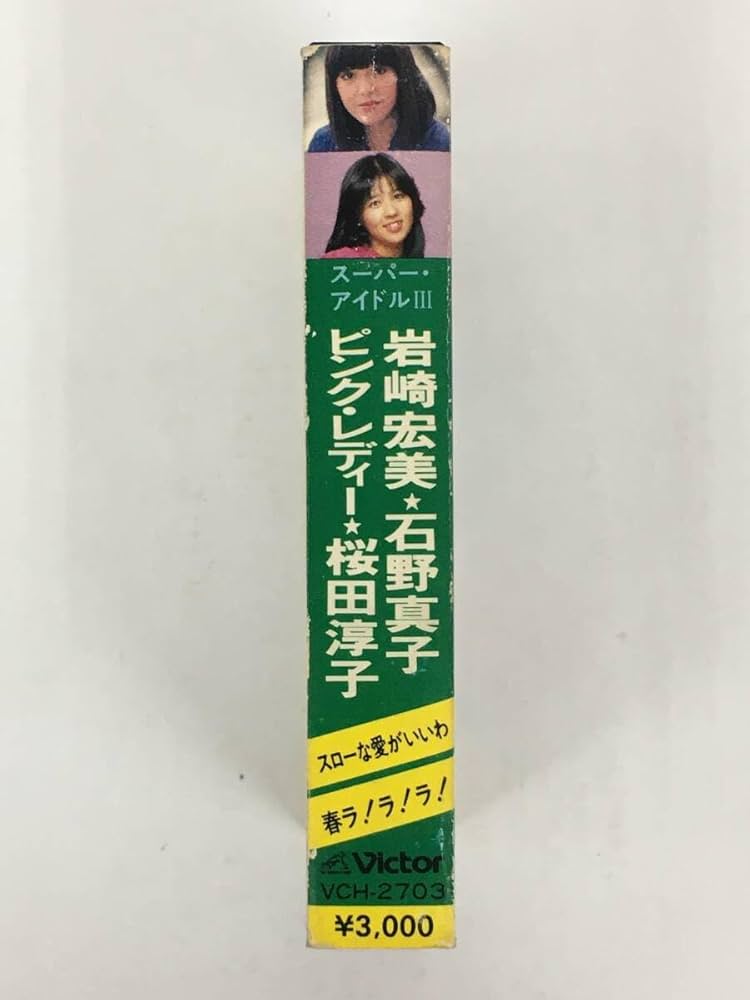 スーパー・
アイドルIII
岩崎宏美★石野真子
ピンク・レディー★桜田淳子
スローな愛がいいわ
春ラ!ラ!ラ!
Victor
VCH-2703
¥3,000